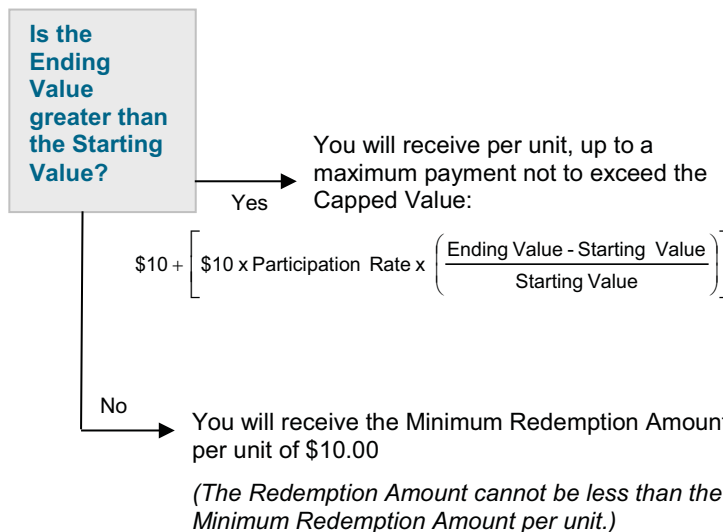 Is the
Ending
Value
greater than
the Starting
Value?
Yes
You will receive per unit, up to a
maximum payment not to exceed the
Capped Value:
$10 + [ $10 x Participation Rate x ( Ending Value - Starting Value
Starting Value ) ]
No
You will receive the Minimum Redemption Amount
per unit of $10.00
(The Redemption Amount cannot be less than the
Minimum Redemption Amount per unit.)